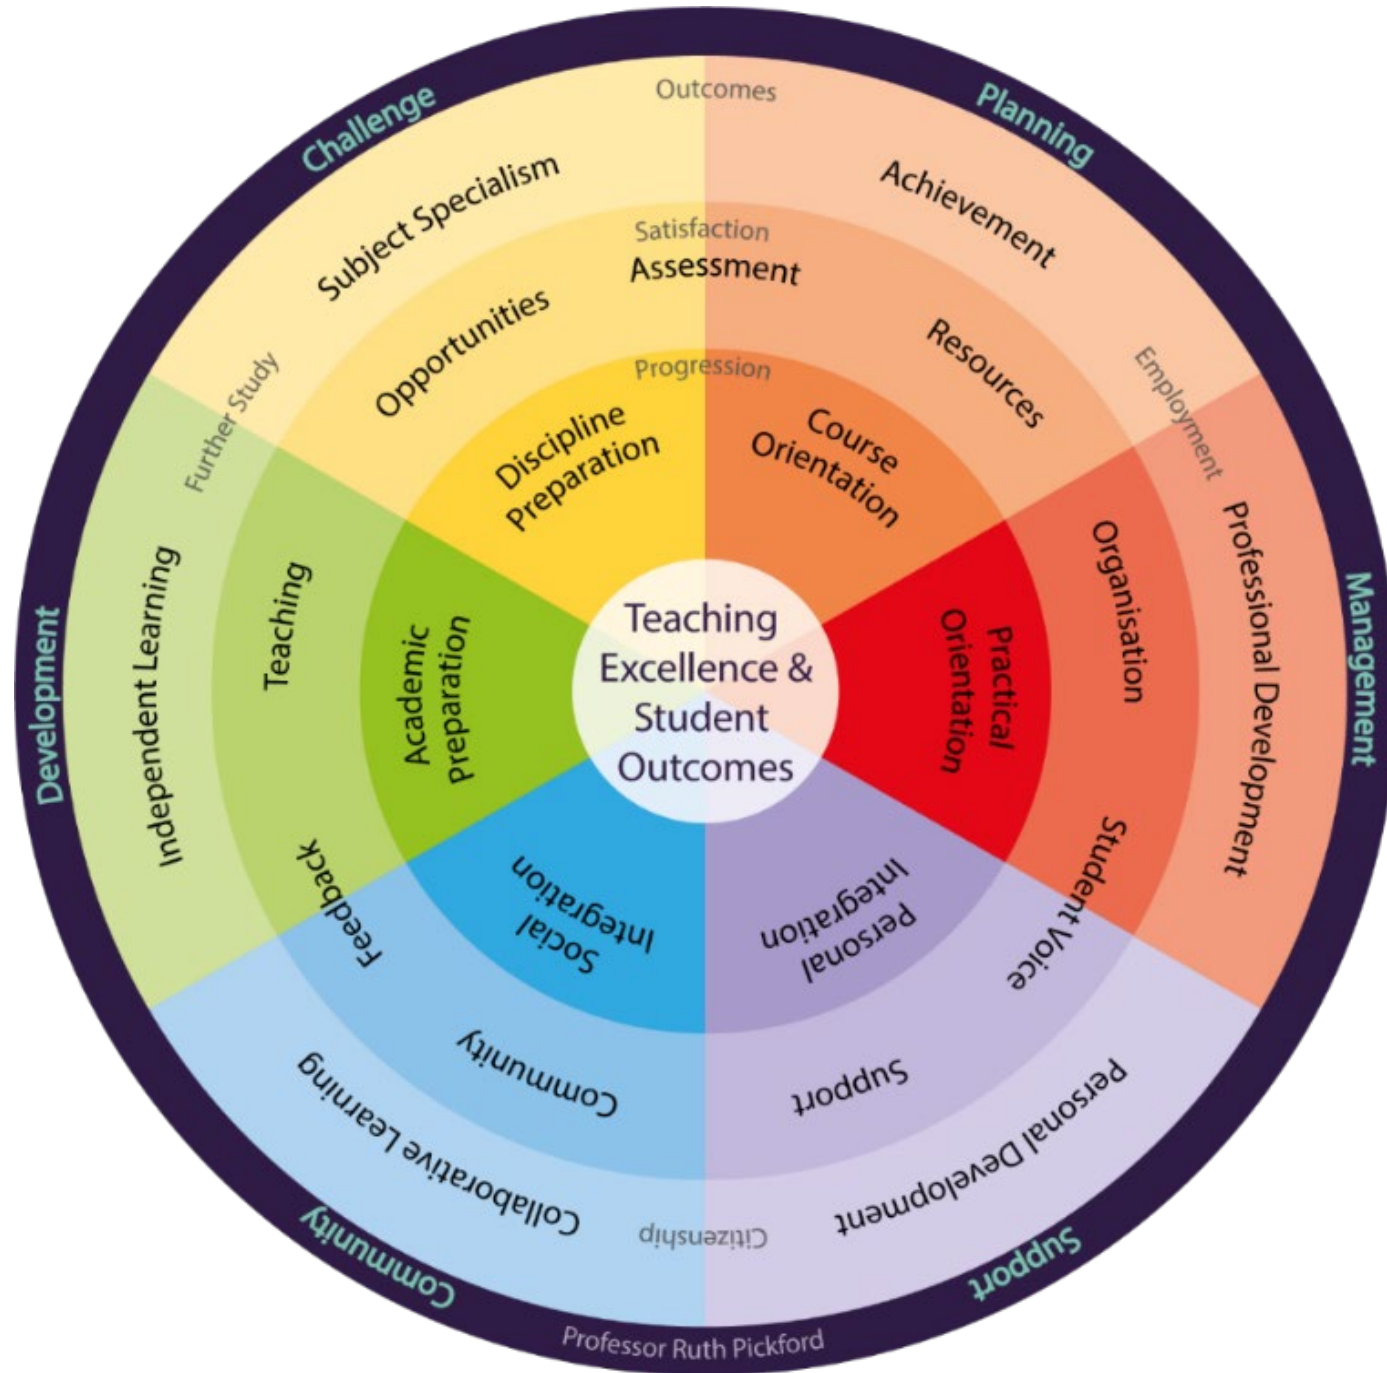 Challenge
Planning
Management
Support
Community
Development
Outcomes
Subject Specialism
Achievement
Employment
Professional Development
Personal Development
Citizenship
Collaborative Learning
Independent Learning
Further Study
Satisfaction
Assessment
Opportunities
Resources
Organisation
Student Voice
Support
Community
Feedback
Teaching
Progression
Discipline
Preparation
Course
Orientation
Practical
Orientation
Personal
Integration
Social
Integration
Academic
Preparation
Teaching
Excellence &
Student
Outcomes
Professor Ruth Pickford